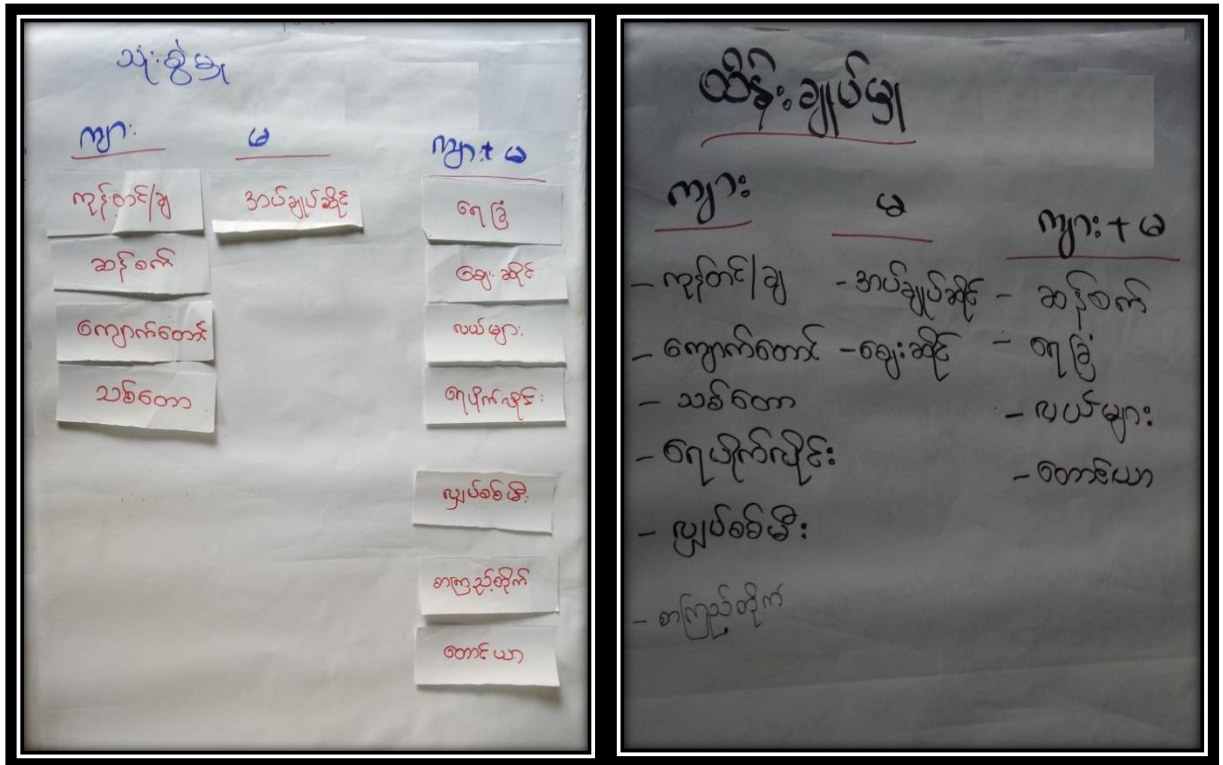 သုံးစွဲမှု
ကျား မ ကျား+ မ
ကုန်တင်/ချ အပ်ချုပ်ဆိုင် ရေခြံ
ဆန်စက် ဈေးဆိုင်
ကျောက်တောင် လယ်များ
သစ်တော ရေပိုက်လိုင်း
လျှပ်စစ်မီး
စာကြည့်တိုက်
တောင်ယာ
ထိန်းချုပ်မှု
ကျား မ ကျား + မ
- ကုန်တင်/ချ - အပ်ချုပ်ဆိုင် - ဆန်စက်
- ကျောက်တောင် - ဈေးဆိုင် - ရေခြံ
- သစ်တော - လယ်များ
- ရေပိုက်လိုင်း - တောင်ယာ
- လျှပ်စစ်မီး
- စာကြည့်တိုက်